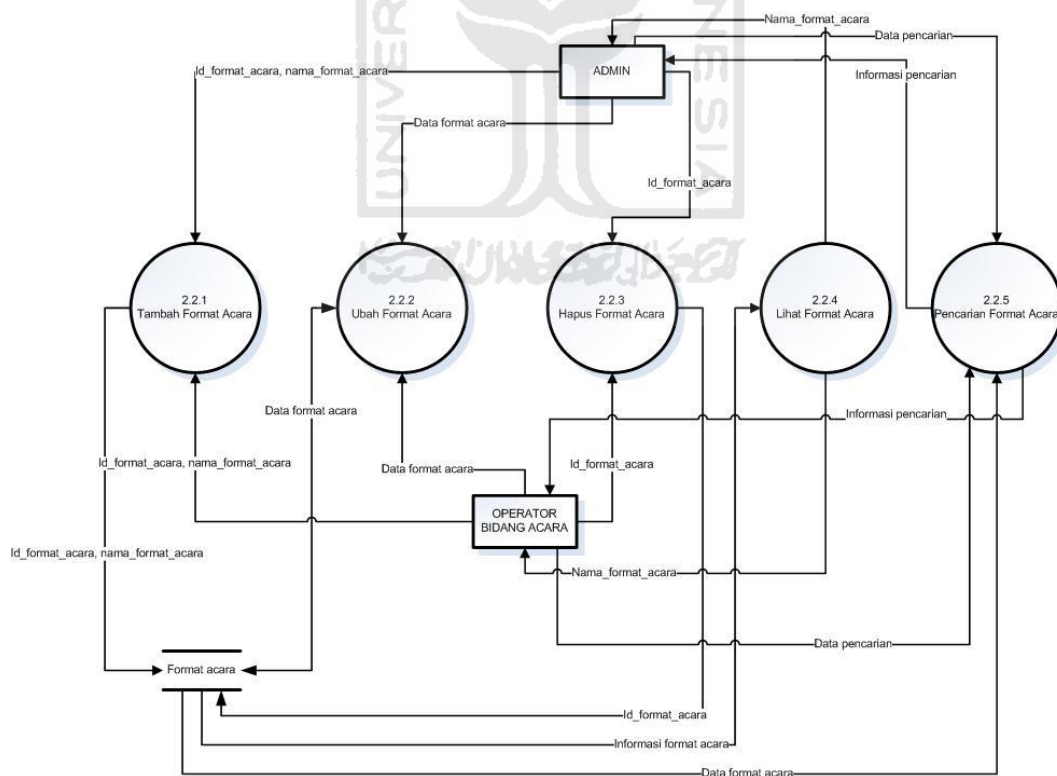 Nama_format_acara
Data pencarian
Id_format_acara, nama_format_acara
ADMIN
Informasi pencarian
Data format acara
Id_format_acara
2.2.1
Tambah Format Acara
2.2.2
Ubah Format Acara
2.2.3
Hapus Format Acara
2.2.4
Lihat Format Acara
2.2.5
Pencarian Format Acara
Data format acara
Informasi pencarian
Id_format_acara, nama_format_acara
Data format acara
Id_format_acara
OPERATOR
BIDANG ACARA
Id_format_acara, nama_format_acara
Nama_format_acara
Data pencarian
Format acara
Id_format_acara
Informasi format acara
Data format acara
UNIVER
NESIA